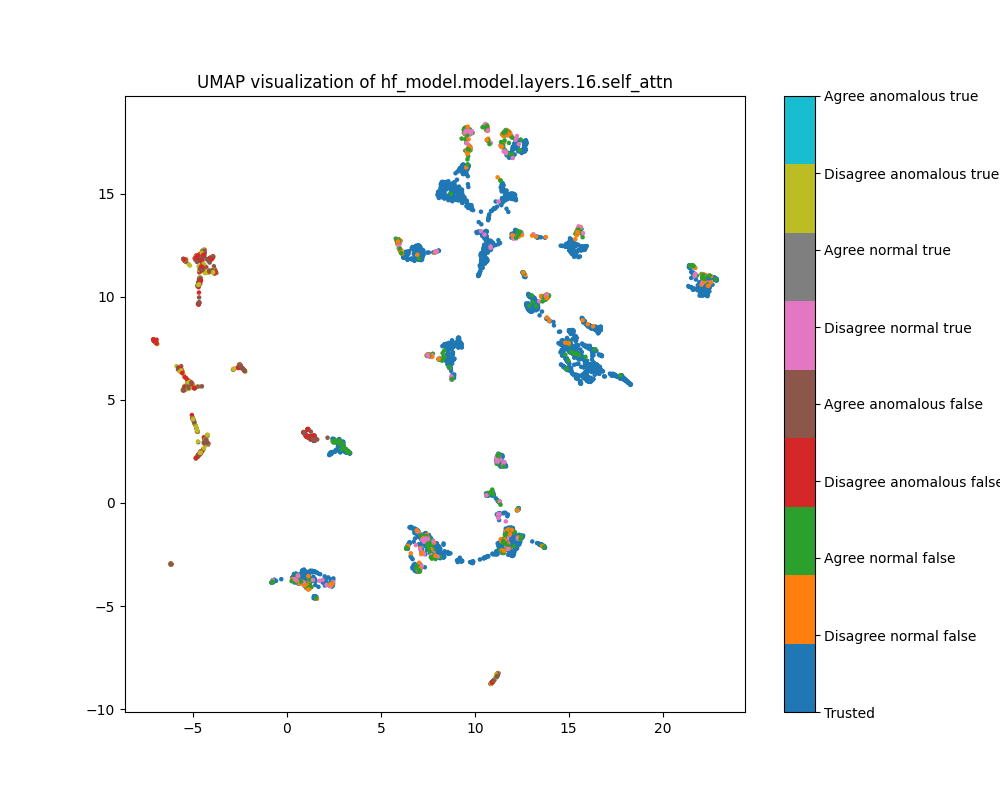 UMAP visualization of hf_model.model.layers.16.self_attn
15
10
5
0
−5
−10
−5
0
5
10
15
20
Agree anomalous true
Disagree anomalous true
Agree normal true
Disagree normal true
Agree anomalous false
Disagree anomalous false
Agree normal false
Disagree normal false
Trusted